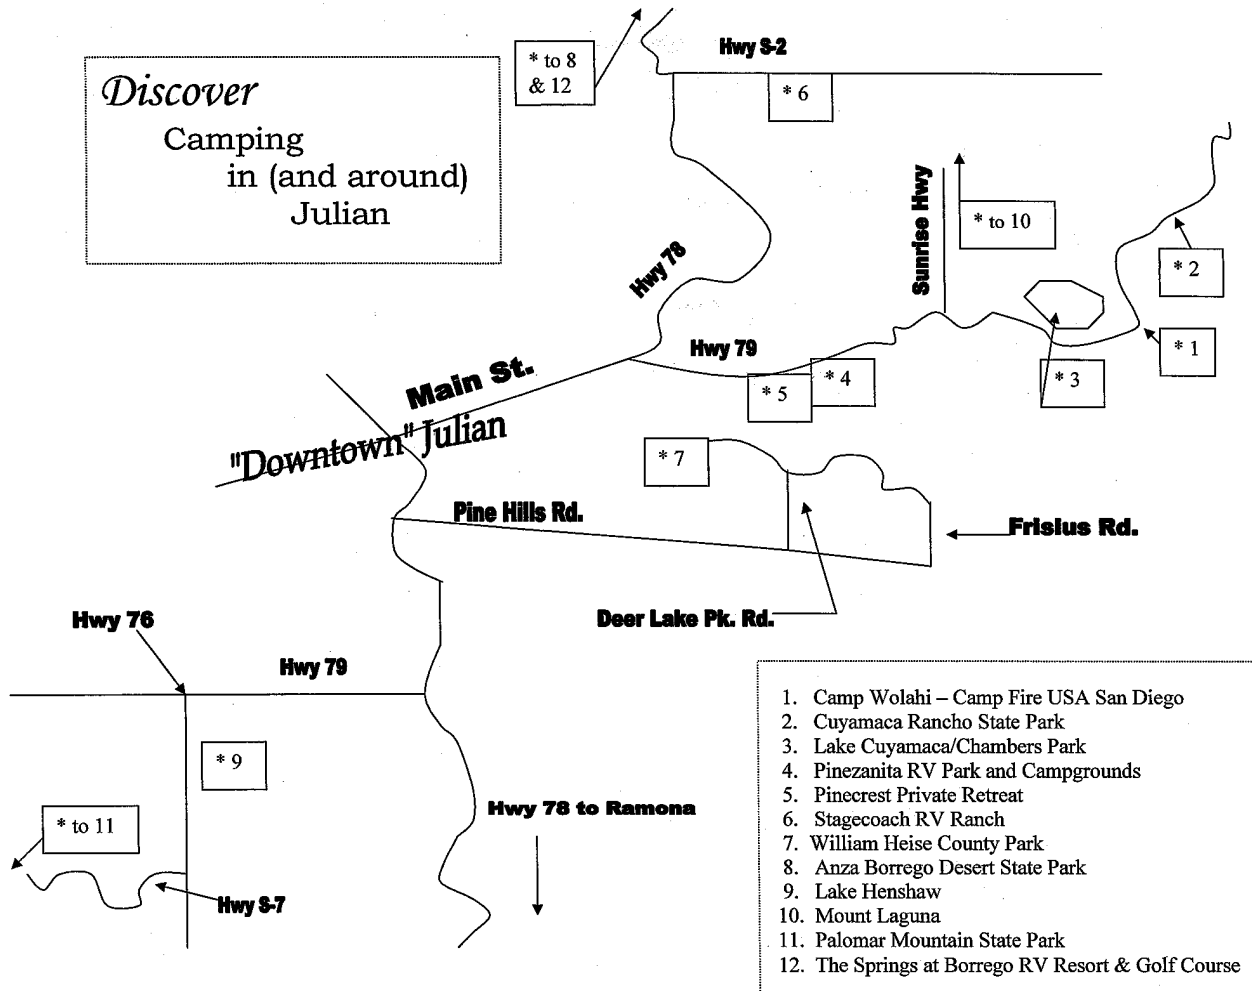 Discover
Camping
in (and around)
Julian
* to 8
& 12
Hwy S-2
* 6
Sunrise Hwy
* to 10
* 2
Hwy 78
* 1
Hwy 79
* 3
* 4
* 5
Main St.
"Downtown" Julian
* 7
Pine Hills Rd.
Frisius Rd.
Deer Lake Pk. Rd.
Hwy 76
Hwy 79
* 9
* to 11
Hwy S-7
Hwy 78 to Ramona
1. Camp Wolahi – Camp Fire USA San Diego
2. Cuyamaca Rancho State Park
3. Lake Cuyamaca/Chambers Park
4. Pinezanita RV Park and Campgrounds
5. Pinecrest Private Retreat
6. Stagecoach RV Ranch
7. William Heise County Park
8. Anza Borrego Desert State Park
9. Lake Henshaw
10. Mount Laguna
11. Palomar Mountain State Park
12. The Springs at Borrego RV Resort & Golf Course